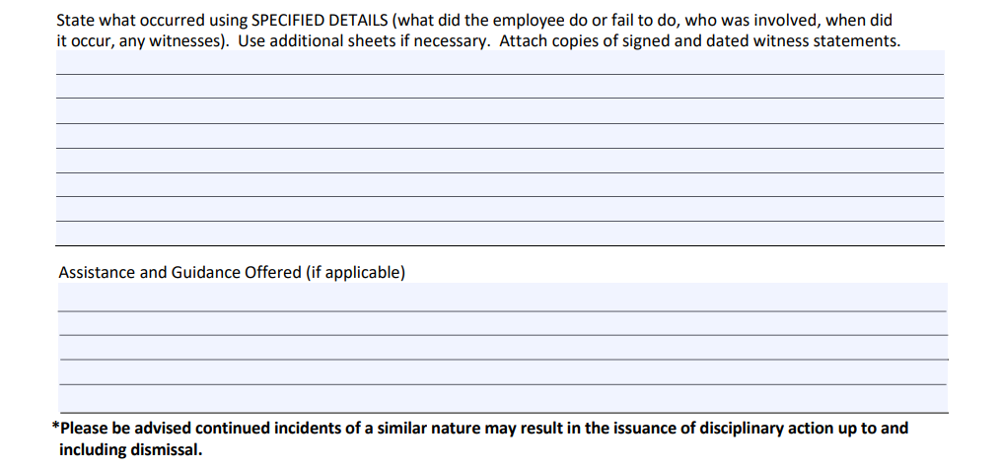 State what occurred using SPECIFIED DETAILS (what did the employee do or fail to do, who was involved, when did
it occur, any witnesses).  Use additional sheets if necessary.  Attach copies of signed and dated witness statements.
Assistance and Guidance Offered (if applicable)
*Please be advised continued incidents of a similar nature may result in the issuance of disciplinary action up to and
including dismissal.